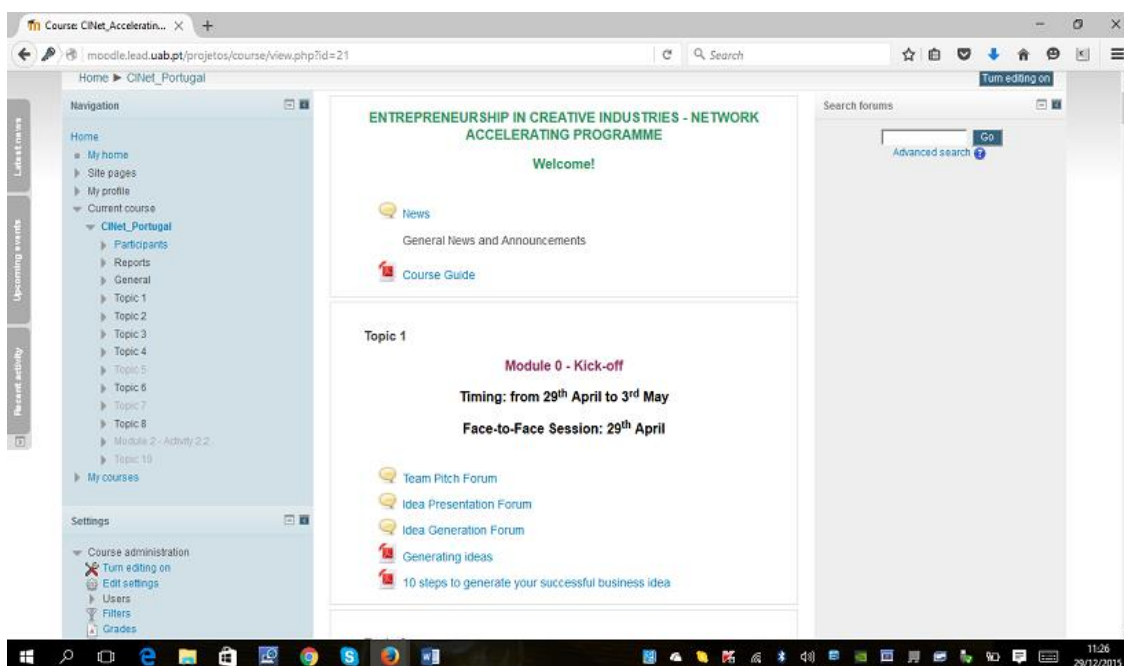 Course: CINet_Acceleratin...
moodle.lead.uab.pt/projetos/course/view.php?id=21
Search
Home ▶ CINet_Portugal
Turn editing on
Latest news
Upcoming events
Recent activity
Navigation
Home
My home
Site pages
My profile
Current course
CINet_Portugal
Participants
Reports
General
Topic 1
Topic 2
Topic 3
Topic 4
Topic 5
Topic 6
Topic 7
Topic 8
Module 2 - Activity 2.2
Topic 10
My courses
Settings
Course administration
Turn editing on
Edit settings
Users
Filters
Grades
ENTREPRENEURSHIP IN CREATIVE INDUSTRIES - NETWORK
ACCELERATING PROGRAMME
Welcome!
News
General News and Announcements
Course Guide
Topic 1
Module 0 - Kick-off
Timing: from 29th April to 3rd May
Face-to-Face Session: 29th April
Team Pitch Forum
Idea Presentation Forum
Idea Generation Forum
Generating ideas
10 steps to generate your successful business idea
Search forums
Go
Advanced search
11:26
29/12/2015